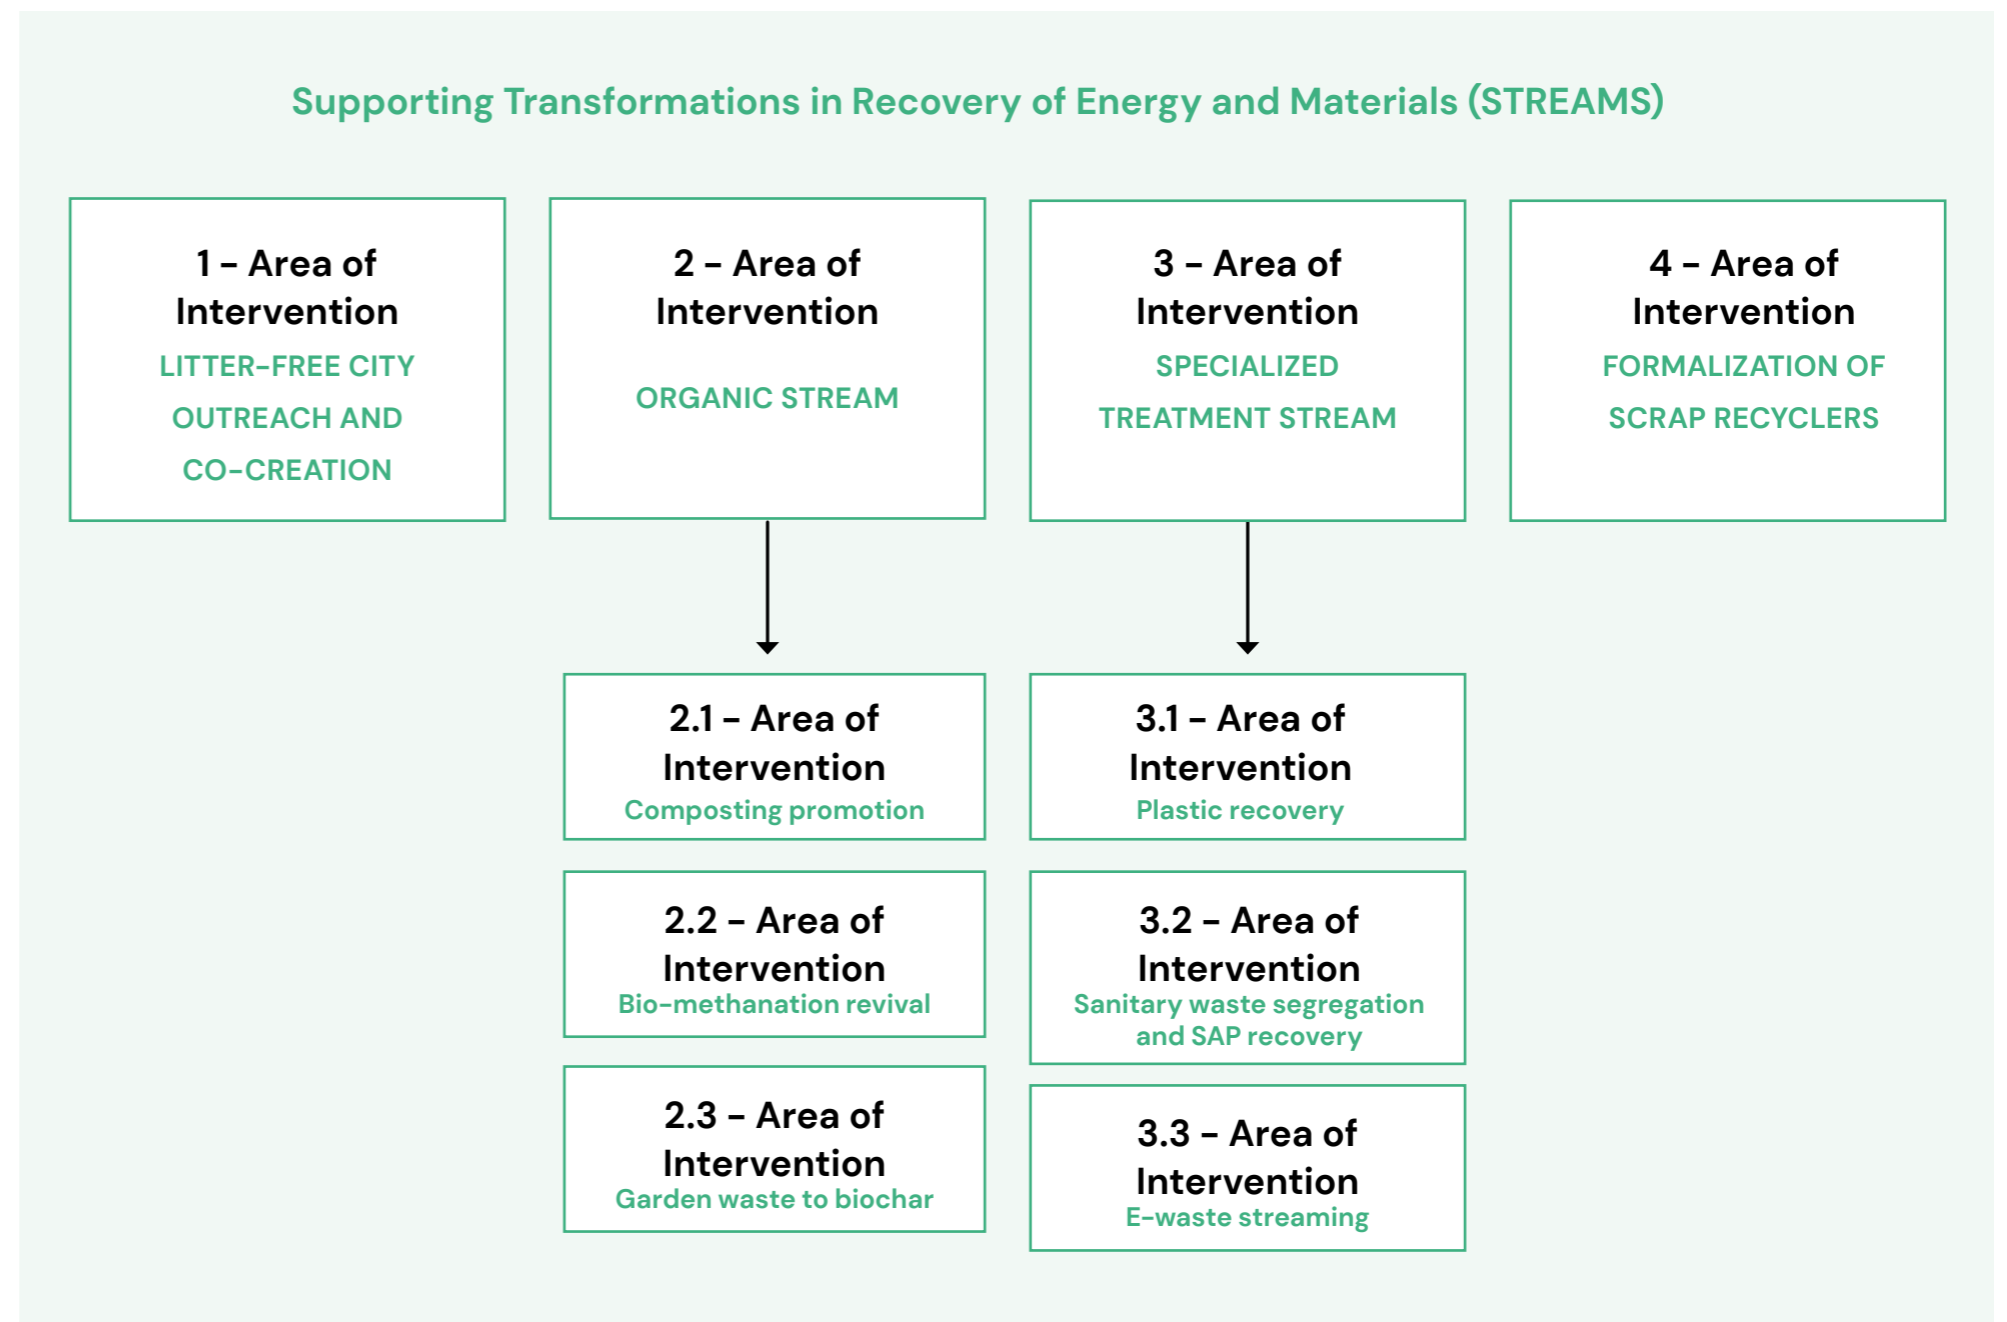 Supporting Transformations in Recovery of Energy and Materials (STREAMS)
1 – Area of
Intervention
LITTER-FREE CITY
OUTREACH AND
CO-CREATION
2 – Area of
Intervention
ORGANIC STREAM
3 – Area of
Intervention
SPECIALIZED
TREATMENT STREAM
4 – Area of
Intervention
FORMALIZATION OF
SCRAP RECYCLERS
2.1 – Area of
Intervention
Composting promotion
2.2 – Area of
Intervention
Bio-methanation revival
2.3 – Area of
Intervention
Garden waste to biochar
3.1 – Area of
Intervention
Plastic recovery
3.2 – Area of
Intervention
Sanitary waste segregation
and SAP recovery
3.3 – Area of
Intervention
E-waste streaming